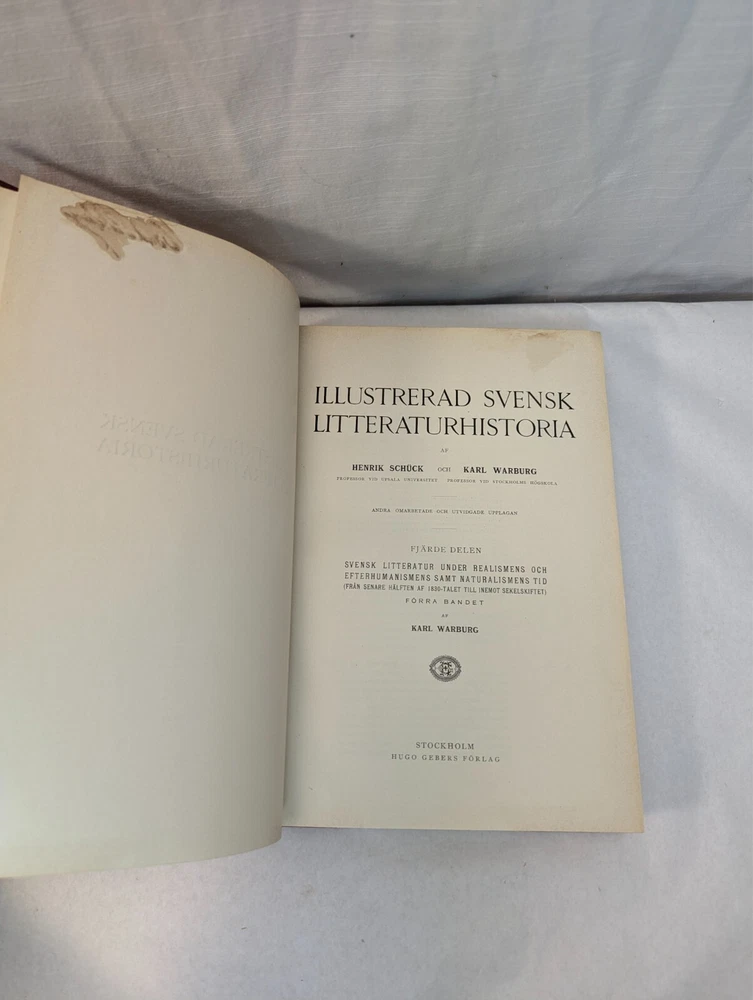 ILLUSTRERAD SVENSK
LITTERATURHISTORIA
AF
HENRIK SCHÜCK OCH KARL WARBURG
PROFESSOR VID UPSALA UNIVERSITET PROFESSOR VID STOCKHOLMS HÖGSKOLA
ANDRA OMARBETADE OCH UTVIDGADE UPPLAGAN
FJÄRDE DELEN
SVENSK LITTERATUR UNDER REALISMENS OCH
EFTERHUMANISMENS SAMT NATURALISMENS TID
(FRÅN SENARE HÄLFTEN AF 1830-TALET TILL INEMOT SEKELSKIFTET)
FÖRRA BANDET
AF
KARL WARBURG
STOCKHOLM
HUGO GEBERS FÖRLAG